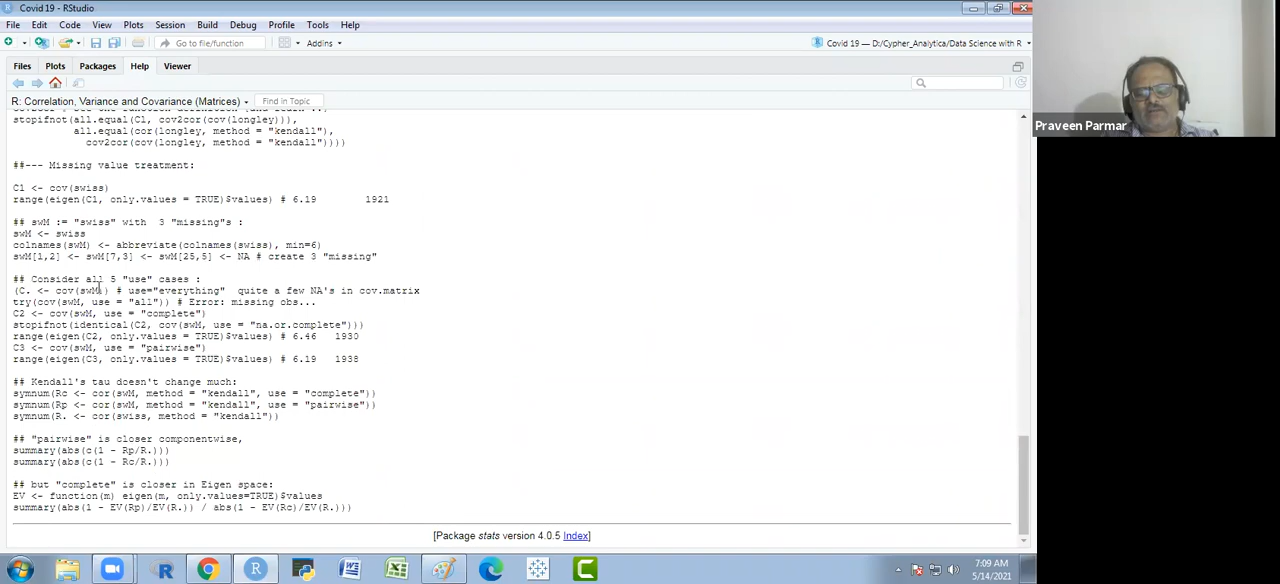 Covid 19 - RStudio
File Edit Code View Plots Session Build Debug Profile Tools Help
Go to file/function Addins Covid 19 — D:/Cypher_Analytica/Data Science with R
Files Plots Packages Help Viewer
R: Correlation, Variance and Covariance (Matrices) Find in Topic
stopifnot(all.equal(C1, cov2cor(cov(longley))),
all.equal(cor(longley, method = "kendall"),
cov2cor(cov(longley, method = "kendall"))))
##--- Missing value treatment:
C1 <- cov(swiss)
range(eigen(C1, only.values = TRUE)$values) # 6.19 1921
## swM := "swiss" with 3 "missing"s :
swM <- swiss
colnames(swM) <- abbreviate(colnames(swiss), min=6)
swM[1,2] <- swM[7,3] <- swM[25,5] <- NA # create 3 "missing"
Praveen Parmar
## Consider all 5 "use" cases :
(C. <- cov(swM)) # use="everything" quite a few NA's in cov.matrix
try(cov(swM, use = "all")) # Error: missing obs...
C2 <- cov(swM, use = "complete")
stopifnot(identical(C2, cov(swM, use = "na.or.complete")))
range(eigen(C2, only.values = TRUE)$values) # 6.46 1930
C3 <- cov(swM, use = "pairwise")
range(eigen(C3, only.values = TRUE)$values) # 6.19 1938
## Kendall's tau doesn't change much:
symnum(Rc <- cor(swM, method = "kendall", use = "complete"))
symnum(Rp <- cor(swM, method = "kendall", use = "pairwise"))
symnum(R. <- cor(swiss, method = "kendall"))
## "pairwise" is closer componentwise,
summary(abs(c(1 - Rp/R.)))
summary(abs(c(1 - Rc/R.)))
## but "complete" is closer in Eigen space:
EV <- function(m) eigen(m, only.values=TRUE)$values
summary(abs(1 - EV(Rp)/EV(R.)) / abs(1 - EV(Rc)/EV(R.)))
[Package stats version 4.0.5 Index]
7:09 AM
5/14/2021